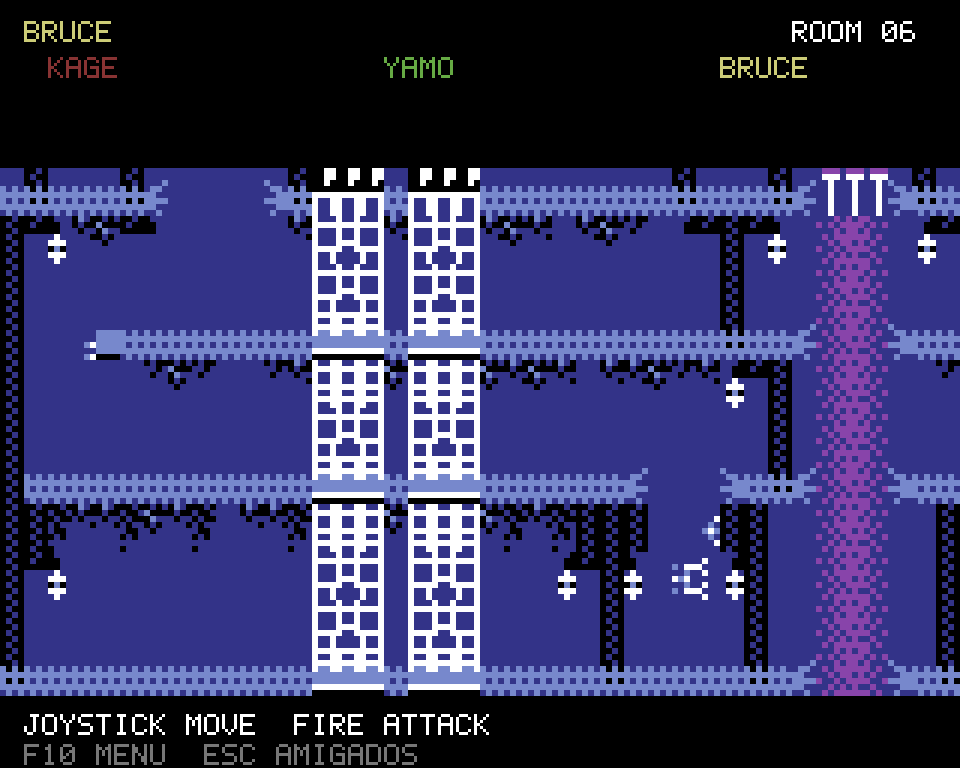 BRUCE ROOM 06
KAGE YAMO BRUCE
JOYSTICK MOVE  FIRE ATTACK
F10 MENU  ESC AMIGADOS